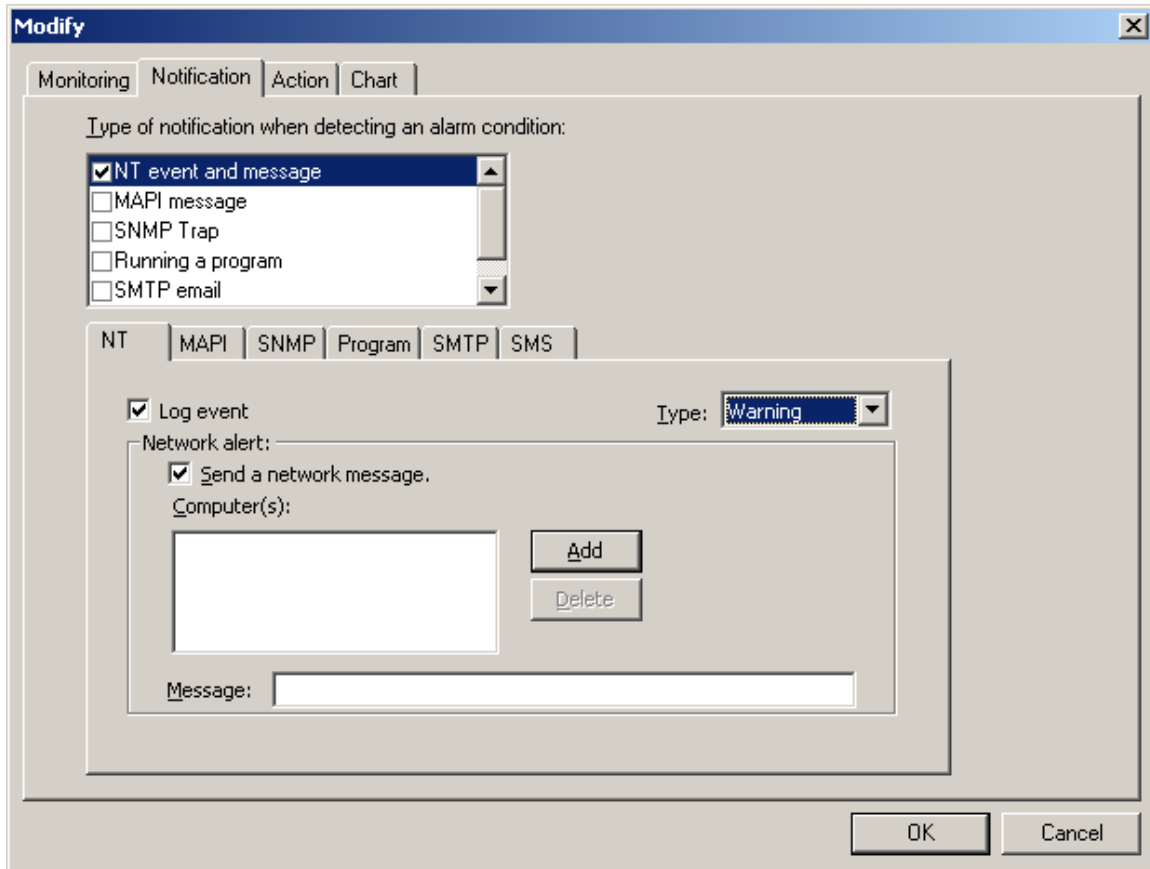 Modify
Monitoring Notification Action Chart
Type of notification when detecting an alarm condition:
NT event and message
MAPI message
SNMP Trap
Running a program
SMTP email
NT MAPI SNMP Program SMTP SMS
Log event Type: Warning
Network alert:
Send a network message.
Computer(s):
Add
Delete
Message:
OK Cancel